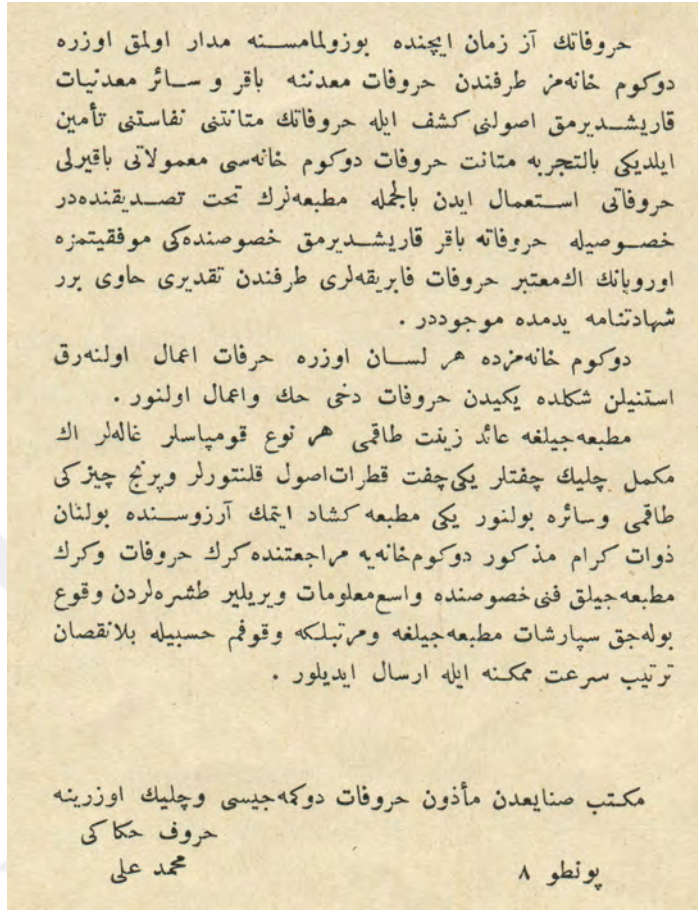 حروفاتك آز زمان ایچنده بوزولمامسنه مدار اولمق اوزره
دوكوم خانه‌مز طرفندن حروفات معدننه باقر و سائر معدنیات
قاریشدیرمق اصولنی كشف ایله حروفاتك متانتنی نفاستنی تأمین
ایلدیكی بالتجربه متانت حروفات دوكوم خانه‌سی معمولاتی باقیرلی
حروفاتی استعمال ایدن بالجمله مطبعه‌لرك تحت تصدیقنده‌در
خصوصیله حروفاته باقر قاریشدیرمق خصوصنده‌كی موفقیتمزه
اوروپانك اك‌معتبر حروفات فابریقه‌لری طرفندن تقدیری حاوی برر
شهادتنامه یدمده موجوددر .
دوكوم خانه‌مزده هر لسان اوزره حرفات اعمال اولنه‌رق
استنیلن شكلده یكیدن حروفات دخی حك واعمال اولنور .
مطبعه‌جیلغه عائد زینت طاقمی هر نوع قومپاسلر غاله‌لر اك
مكمل چلیك چفتلر یكی‌چفت قطرات‌اصول قلنتورلر وپرنج چیزكی
طاقمی وسائره بولنور یكی مطبعه كشاد ایتمك آرزوسنده بولنان
ذوات كرام مذكور دوكوم‌خانه‌یه مراجعتنده كرك حروفات وكرك
مطبعه‌جیلق فنی خصوصنده واسع‌معلومات ویریلیر طشره‌لردن وقوع
بوله‌جق سپارشات مطبعه‌جیلغه ومرتبلكه وقوفم حسبیله بلانقصان
ترتیب سرعت ممكنه ایله ارسال ایدیلور .
مكتب صنایعدن مأذون حروفات دوكمه‌جیسی وچلیك اوزرینه
حروف حكاكی
پونطو ٨ محمد علی